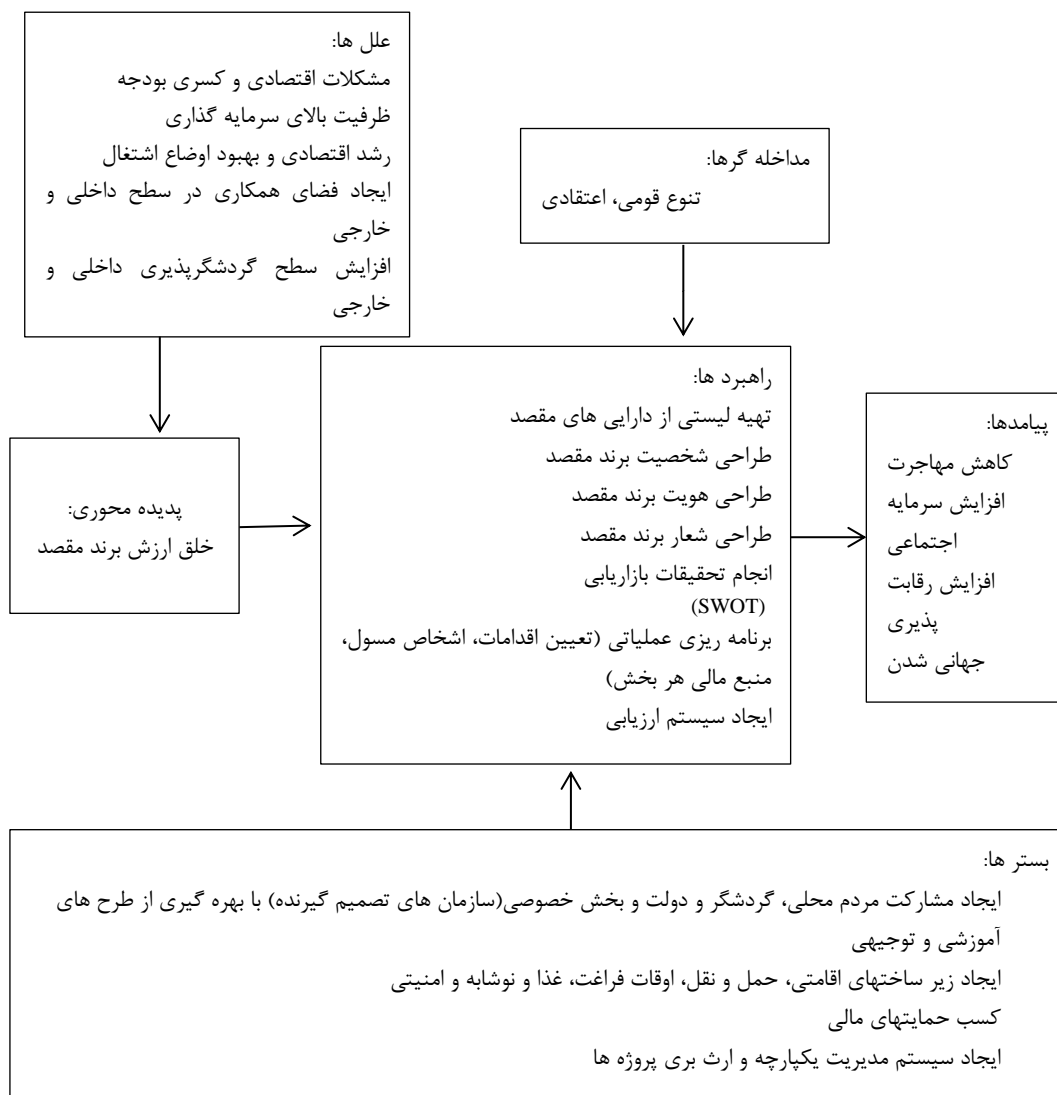 علل ها:
مشکلات اقتصادی و کسری بودجه
ظرفیت بالای سرمایه گذاری
رشد اقتصادی و بهبود اوضاع اشتغال
ایجاد فضای همکاری در سطح داخلی و
خارجی
افزایش سطح گردشگرپذیری داخلی و
خارجی
مداخله گرها:
تنوع قومی، اعتقادی
پدیده محوری:
خلق ارزش برند مقصد
راهبرد ها:
تهیه لیستی از دارایی های مقصد
طراحی شخصیت برند مقصد
طراحی هویت برند مقصد
طراحی شعار برند مقصد
انجام تحقیقات بازاریابی
(SWOT)
برنامه ریزی عملیاتی (تعیین اقدامات، اشخاص مسول،
منبع مالی هر بخش)
ایجاد سیستم ارزیابی
پیامدها:
کاهش مهاجرت
افزایش سرمایه
اجتماعی
افزایش رقابت
پذیری
جهانی شدن
بستر ها:
ایجاد مشارکت مردم محلی، گردشگر و دولت و بخش خصوصی(سازمان های تصمیم گیرنده) با بهره گیری از طرح های
آموزشی و توجیهی
ایجاد زیر ساختهای اقامتی، حمل و نقل، اوقات فراغت، غذا و نوشابه و امنیتی
کسب حمایتهای مالی
ایجاد سیستم مدیریت یکپارچه و ارث بری پروژه ها